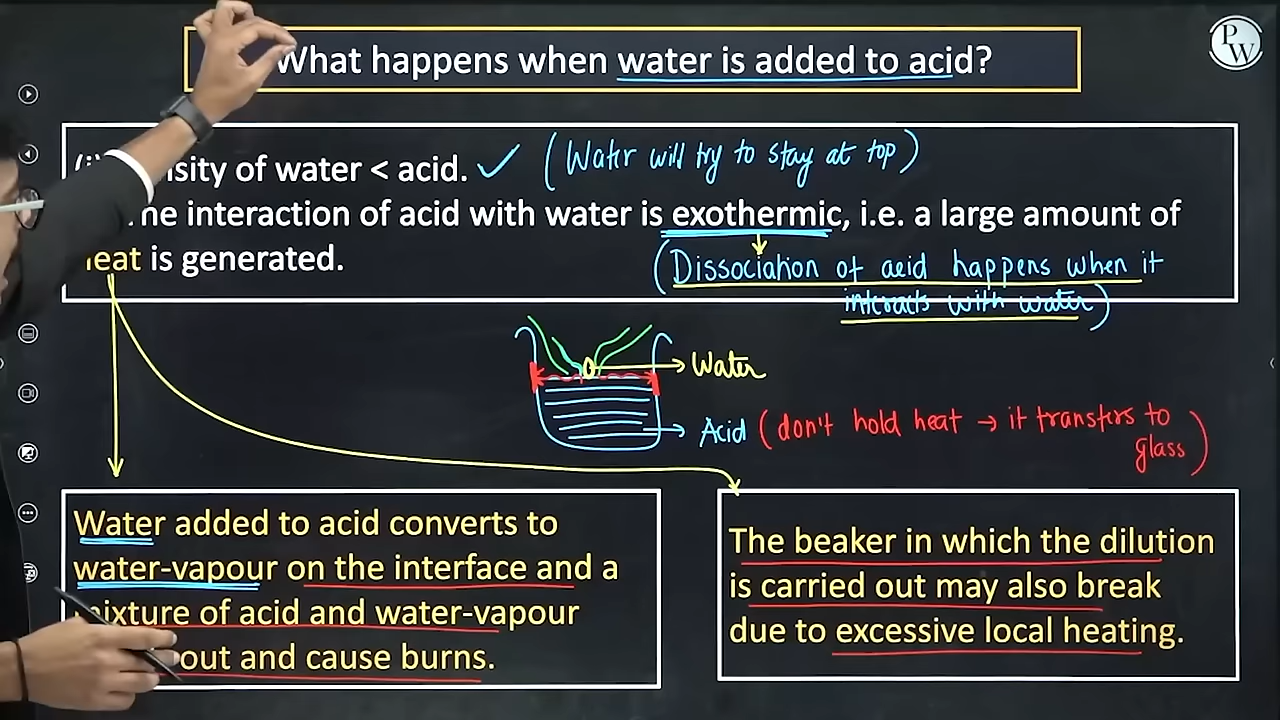 What happens when water is added to acid?
PW
of water < acid. ✓ (Water will try to stay at top)
interaction of acid with water is exothermic, i.e. a large amount of
is generated.
(Dissociation of acid happens when it
interacts with water)
Water
Acid (don't hold heat → it transfers to
glass)
Water added to acid converts to
water-vapour on the interface and a
mixture of acid and water-vapour
out and cause burns.
The beaker in which the dilution
is carried out may also break
due to excessive local heating.